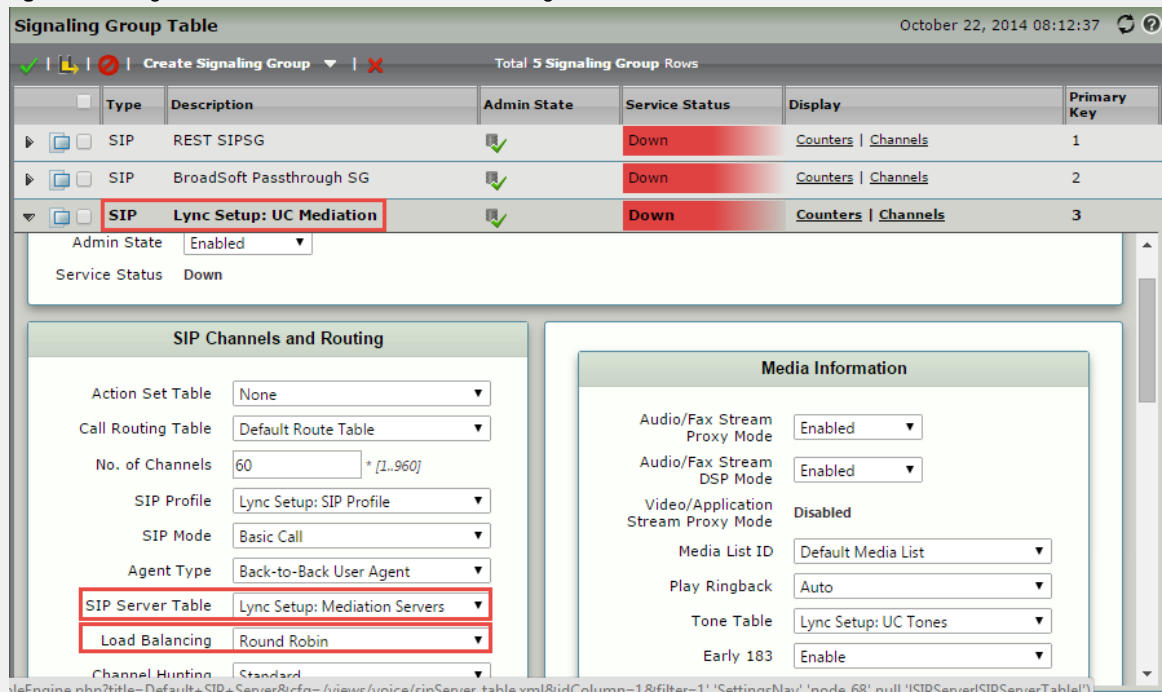 Signaling Group Table October 22, 2014 08:12:37
| | | Create Signaling Group | Total 5 Signaling Group Rows
Type Description Admin State Service Status Display Primary Key
SIP REST SIPSG Down Counters | Channels 1
SIP BroadSoft Passthrough SG Down Counters | Channels 2
SIP Lync Setup: UC Mediation Down Counters | Channels 3
Admin State Enabled
Service Status Down
SIP Channels and Routing
Action Set Table None
Call Routing Table Default Route Table
No. of Channels 60 * [1..960]
SIP Profile Lync Setup: SIP Profile
SIP Mode Basic Call
Agent Type Back-to-Back User Agent
SIP Server Table Lync Setup: Mediation Servers
Load Balancing Round Robin
Channel Hunting Standard
Media Information
Audio/Fax Stream
Proxy Mode Enabled
Audio/Fax Stream
DSP Mode Enabled
Video/Application
Stream Proxy Mode Disabled
Media List ID Default Media List
Play Ringback Auto
Tone Table Lync Setup: UC Tones
Early 183 Enable